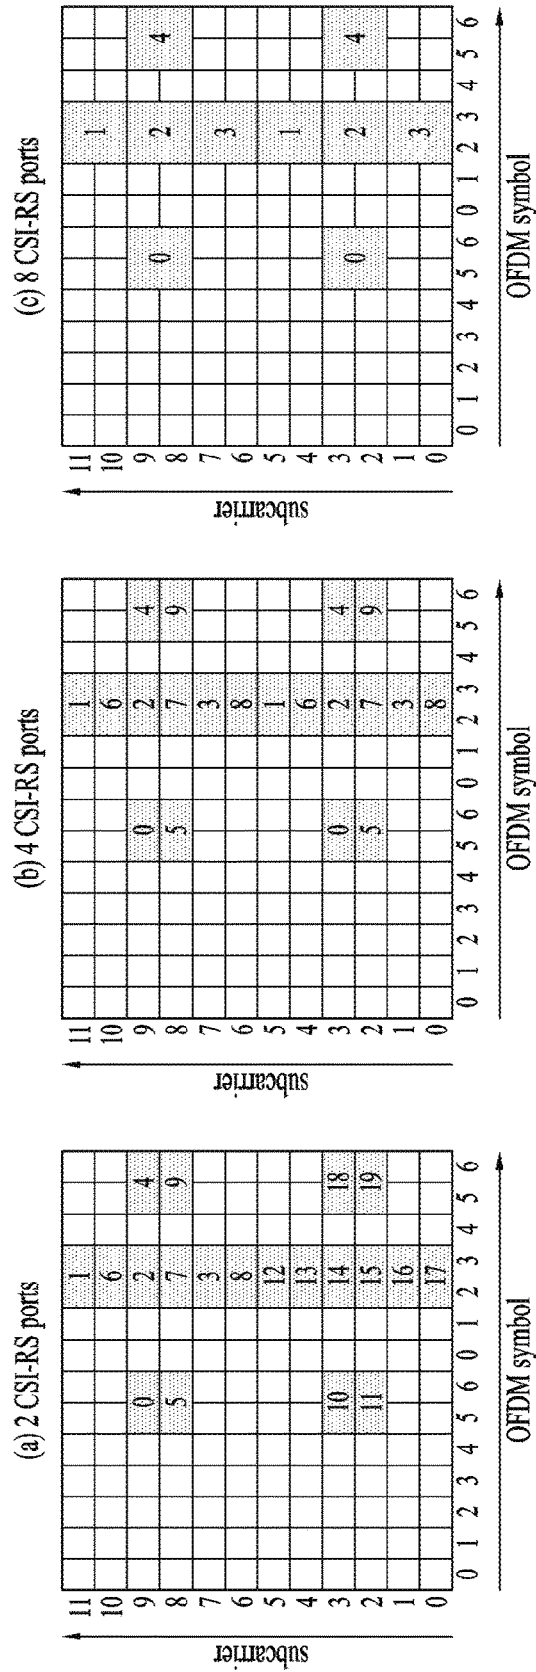 (a) 2 CSI-RS ports
subcarrier
11 1
10 6
9 0 2 4
8 5 7 9
7 3
6 8
5 12
4 13
3 10 14 18
2 11 15 19
1 16
0 17
0 1 2 3 4 5 6 0 1 2 3 4 5 6
OFDM symbol
(b) 4 CSI-RS ports
subcarrier
11 1
10 6
9 0 2 4
8 5 7 9
7 3
6 8
5 1
4 6
3 0 2 4
2 5 7 9
1 3
0 8
0 1 2 3 4 5 6 0 1 2 3 4 5 6
OFDM symbol
(c) 8 CSI-RS ports
subcarrier
11
1
10
9
0 2 4
8
7
3
6
5
1
4
3
0 2 4
2
1
3
0
0 1 2 3 4 5 6 0 1 2 3 4 5 6
OFDM symbol